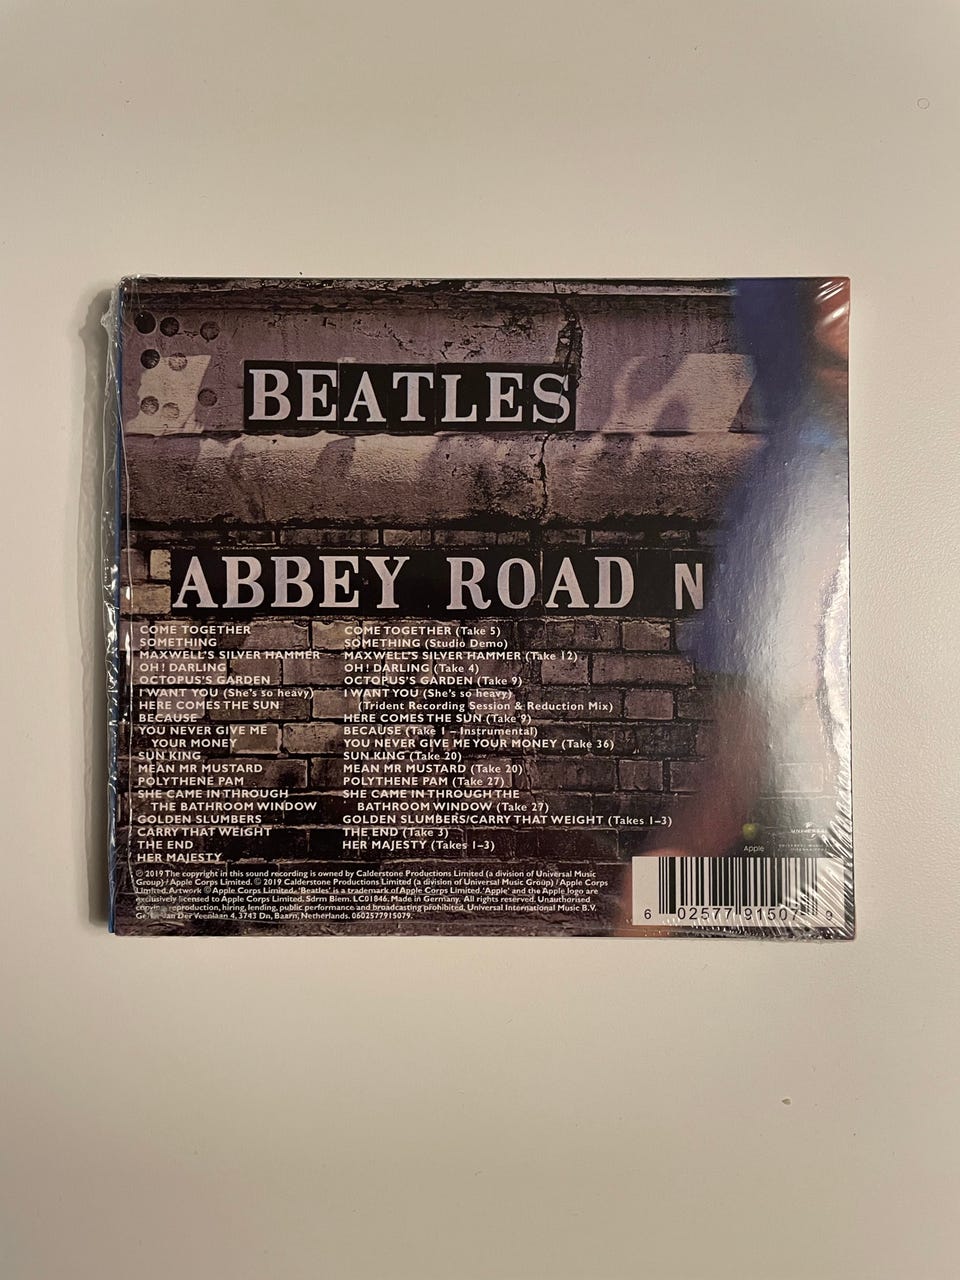 BEATLES
ABBEY ROAD N
COME TOGETHER
SOMETHING
MAXWELL'S SILVER HAMMER
OH! DARLING
OCTOPUS'S GARDEN
I WANT YOU (She's so heavy)
HERE COMES THE SUN
BECAUSE
YOU NEVER GIVE ME
YOUR MONEY
SUN KING
MEAN MR MUSTARD
POLYTHENE PAM
SHE CAME IN THROUGH
THE BATHROOM WINDOW
GOLDEN SLUMBERS
CARRY THAT WEIGHT
THE END
HER MAJESTY
COME TOGETHER (Take 5)
SOMETHING (Studio Demo)
MAXWELL'S SILVER HAMMER (Take 12)
OH! DARLING (Take 4)
OCTOPUS'S GARDEN (Take 9)
I WANT YOU (She's so heavy)
(Trident Recording Session & Reduction Mix)
HERE COMES THE SUN (Take 9)
BECAUSE (Take 1 – Instrumental)
YOU NEVER GIVE ME YOUR MONEY (Take 36)
SUN KING (Take 20)
MEAN MR MUSTARD (Take 20)
POLYTHENE PAM (Take 27)
SHE CAME IN THROUGH THE
BATHROOM WINDOW (Take 27)
GOLDEN SLUMBERS/CARRY THAT WEIGHT (Takes 1–3)
THE END (Take 3)
HER MAJESTY (Takes 1–3)
℗ 2019 The copyright in this sound recording is owned by Calderstone Productions Limited (a division of Universal Music
Group) / Apple Corps Limited. © 2019 Calderstone Productions Limited (a division of Universal Music Group) / Apple Corps
Limited. Artwork © Apple Corps Limited. 'Beatles' is a trademark of Apple Corps Limited. 'Apple' and the Apple logo are
exclusively licensed to Apple Corps Limited. Sdrm Biem. LC01846. Made in Germany. All rights reserved. Unauthorised
copying, reproduction, hiring, lending, public performance and broadcasting prohibited. Universal International Music B.V.
Van Der Veenlaan 4, 3743 Dn, Baarn, Netherlands. 0602577915079.
Apple
UNIVERSAL
6 02577 91507 9